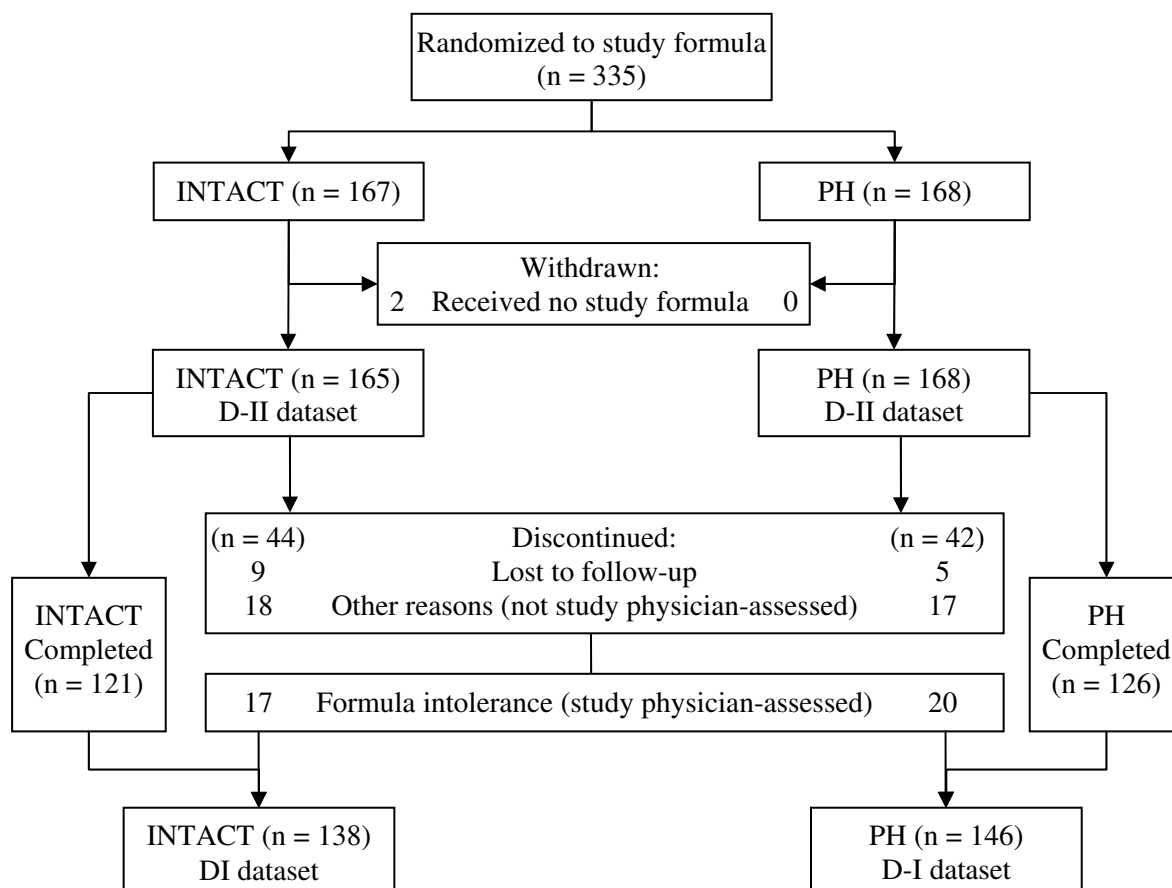 Randomized to study formula
(n = 335)
INTACT (n = 167)
PH (n = 168)
Withdrawn:
2 Received no study formula 0
INTACT (n = 165)
D-II dataset
PH (n = 168)
D-II dataset
(n = 44) Discontinued: (n = 42)
9 Lost to follow-up 5
18 Other reasons (not study physician-assessed) 17
INTACT
Completed
(n = 121)
PH
Completed
(n = 126)
17 Formula intolerance (study physician-assessed) 20
INTACT (n = 138)
DI dataset
PH (n = 146)
D-I dataset